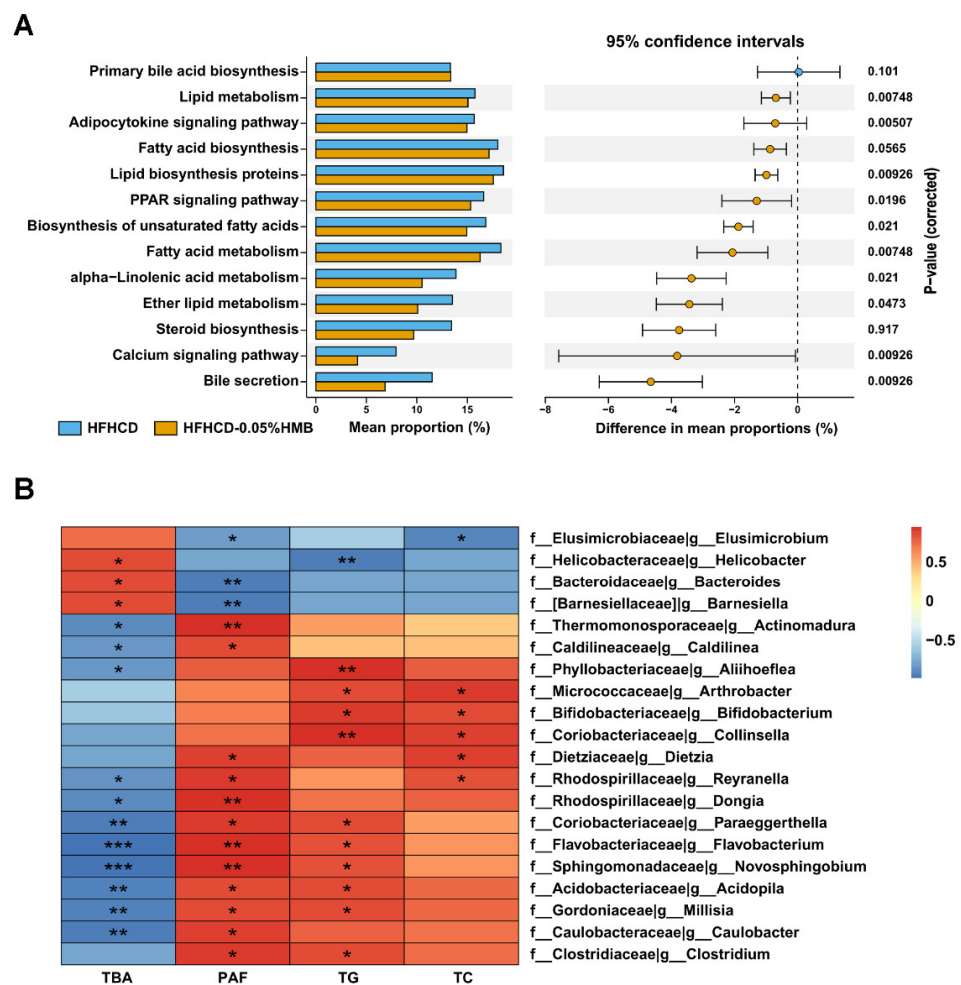 A
95% confidence intervals
Primary bile acid biosynthesis 0.101
Lipid metabolism 0.00748
Adipocytokine signaling pathway 0.00507
Fatty acid biosynthesis 0.0565
Lipid biosynthesis proteins 0.00926
PPAR signaling pathway 0.0196
Biosynthesis of unsaturated fatty acids 0.021
Fatty acid metabolism 0.00748
alpha−Linolenic acid metabolism 0.021
Ether lipid metabolism 0.0473
Steroid biosynthesis 0.917
Calcium signaling pathway 0.00926
Bile secretion 0.00926
P−value (corrected)
0 5 10 15 −8 −6 −4 −2 0
HFHCD HFHCD-0.05%HMB Mean proportion (%) Difference in mean proportions (%)
B
* * f__Elusimicrobiaceae|g__Elusimicrobium
* ** f__Helicobacteraceae|g__Helicobacter
* ** f__Bacteroidaceae|g__Bacteroides
* ** f__[Barnesiellaceae]|g__Barnesiella
* ** f__Thermomonosporaceae|g__Actinomadura
* * f__Caldilineaceae|g__Caldilinea
* ** f__Phyllobacteriaceae|g__Aliihoeflea
* * f__Micrococcaceae|g__Arthrobacter
* * f__Bifidobacteriaceae|g__Bifidobacterium
** * f__Coriobacteriaceae|g__Collinsella
* * f__Dietziaceae|g__Dietzia
* * * f__Rhodospirillaceae|g__Reyranella
* ** f__Rhodospirillaceae|g__Dongia
** * * f__Coriobacteriaceae|g__Paraeggerthella
*** ** * f__Flavobacteriaceae|g__Flavobacterium
*** ** * f__Sphingomonadaceae|g__Novosphingobium
** * * f__Acidobacteriaceae|g__Acidopila
** * * f__Gordoniaceae|g__Millisia
** * f__Caulobacteraceae|g__Caulobacter
* * f__Clostridiaceae|g__Clostridium
TBA PAF TG TC
0.5
0
−0.5